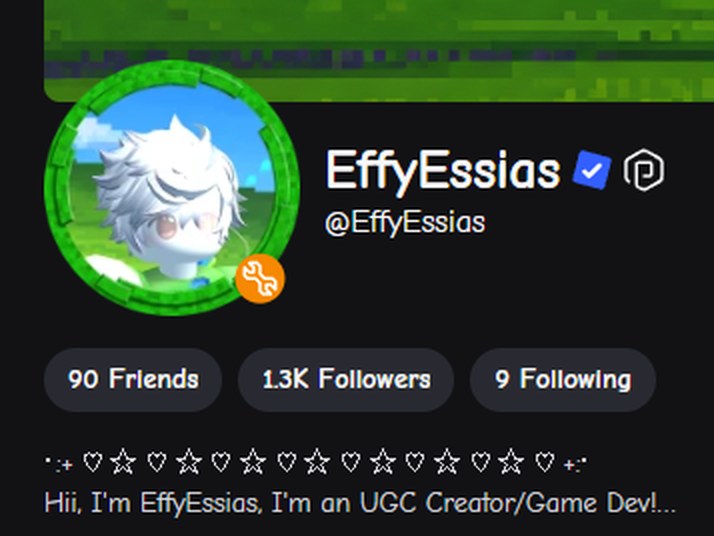 EffyEssias
@EffyEssias
90 Friends 1.3K Followers 9 Following
･:+ ♡ ☆ ♡ ☆ ♡ ☆ ♡ ☆ ♡ ☆ ♡ ☆ ♡ ☆ ♡ +:･
Hii, I'm EffyEssias, I'm an UGC Creator/Game Dev!...